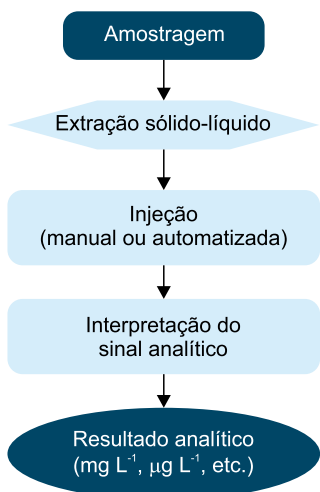 Amostragem
Extração sólido-líquido
Injeção
(manual ou automatizada)
Interpretação do
sinal analítico
Resultado analítico
(mg L⁻¹, µg L⁻¹, etc.)